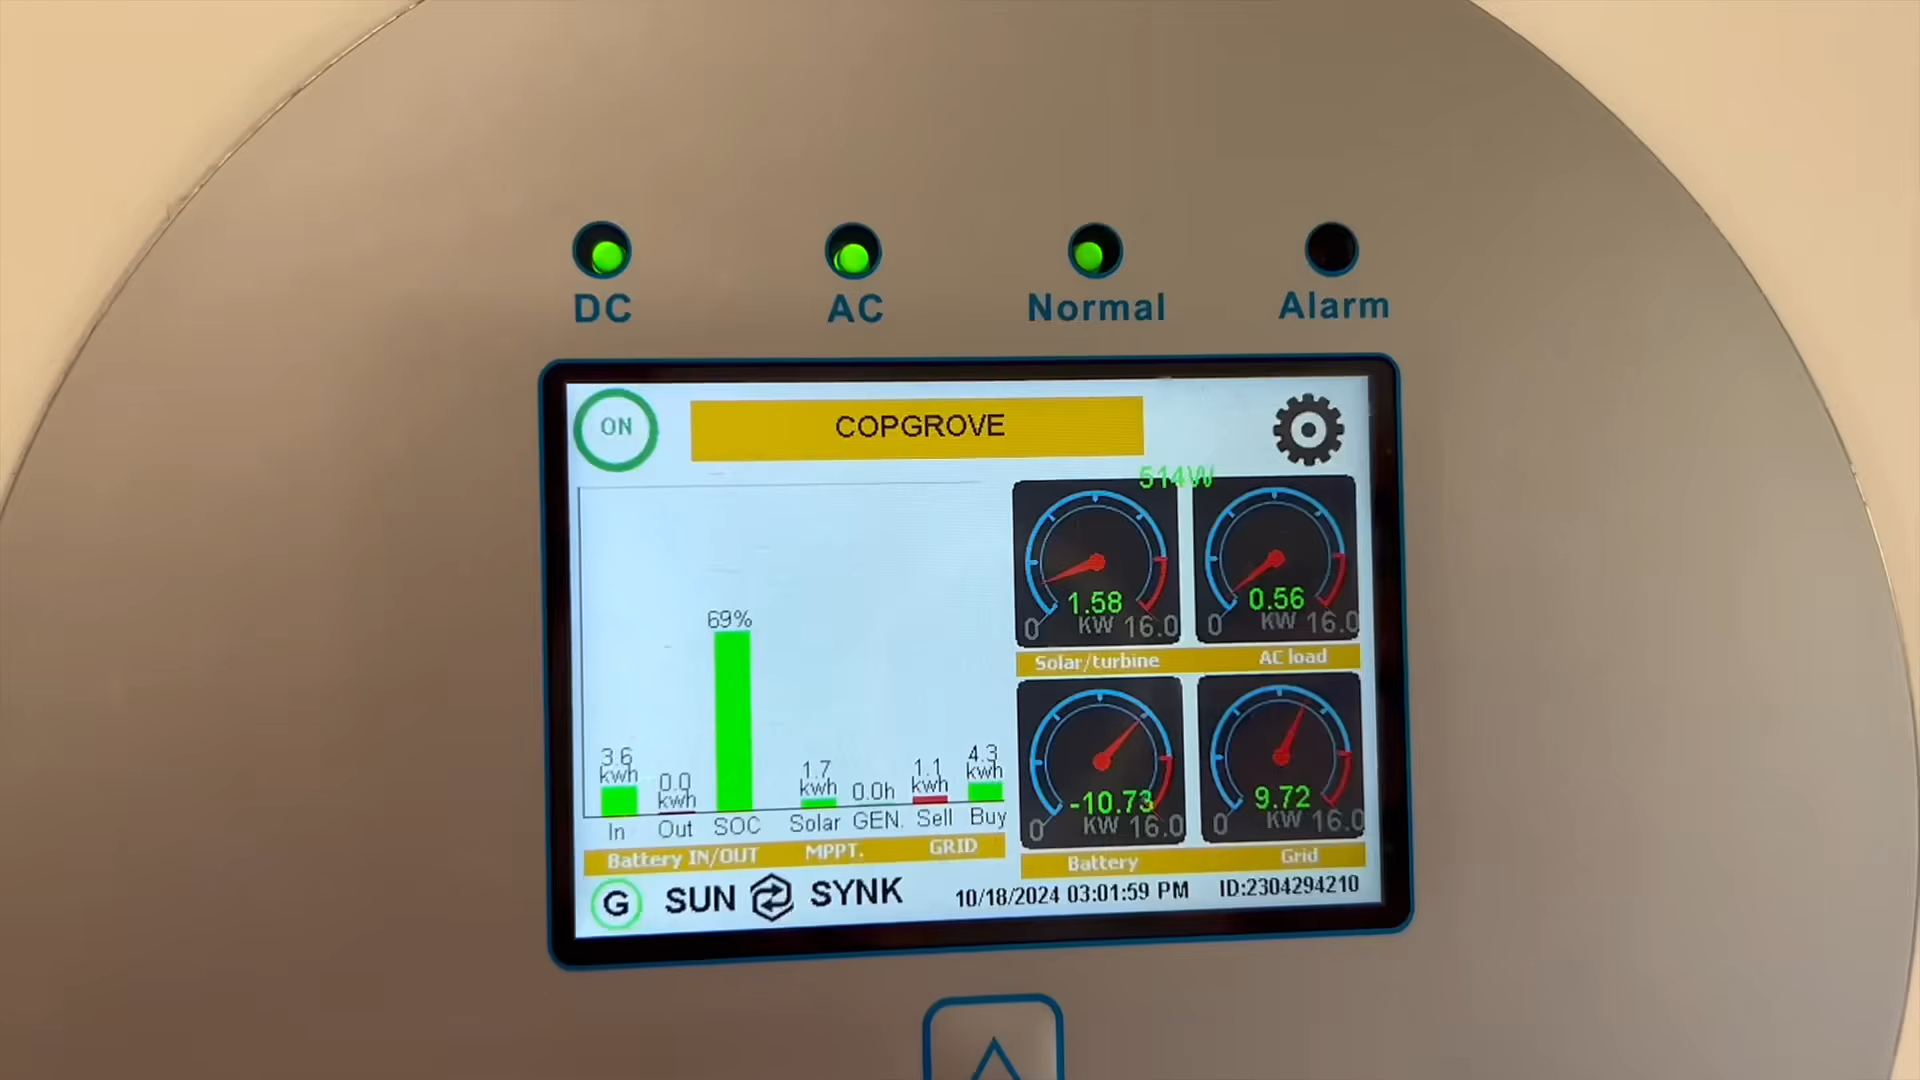 DC AC Normal Alarm
ON COPGROVE
514W
1.58 0.56
0 KW 16.0 0 KW 16.0
Solar/turbine AC load
-10.73 9.72
0 KW 16.0 0 KW 16.0
Battery Grid
69%
3.6 kwh 0.0 kwh 1.7 kwh 0.0h 1.1 kwh 4.3 kwh
In Out SOC Solar GEN. Sell Buy
Battery IN/OUT MPPT. GRID
G SUN SYNK 10/18/2024 03:01:59 PM ID:2304294210